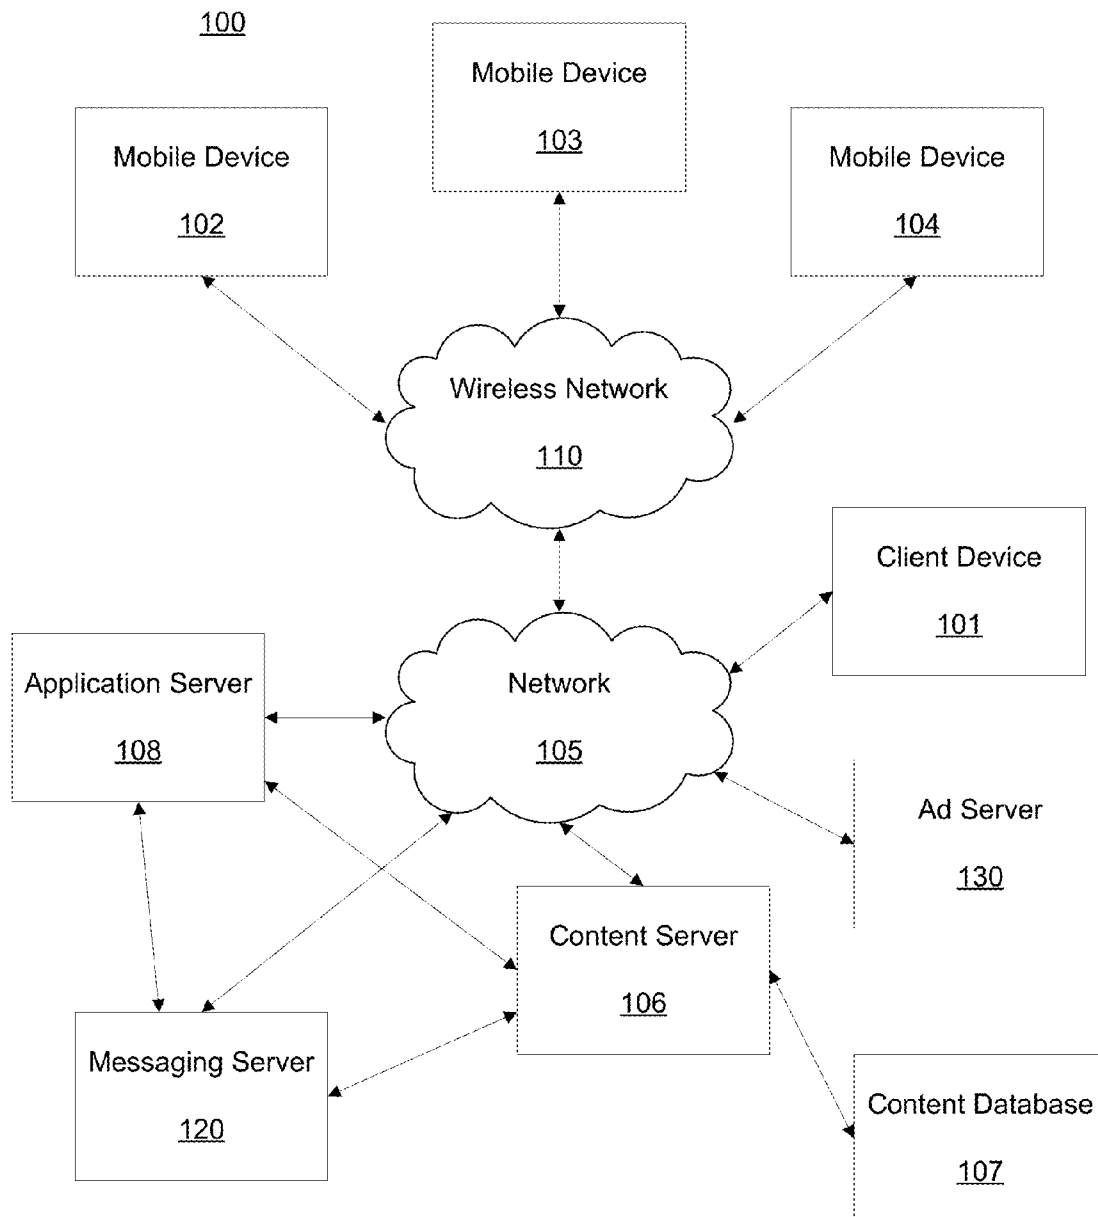 100
Mobile Device
103
Mobile Device
102
Mobile Device
104
Wireless Network
110
Client Device
101
Application Server
108
Network
105
Ad Server
130
Content Server
106
Messaging Server
120
Content Database
107